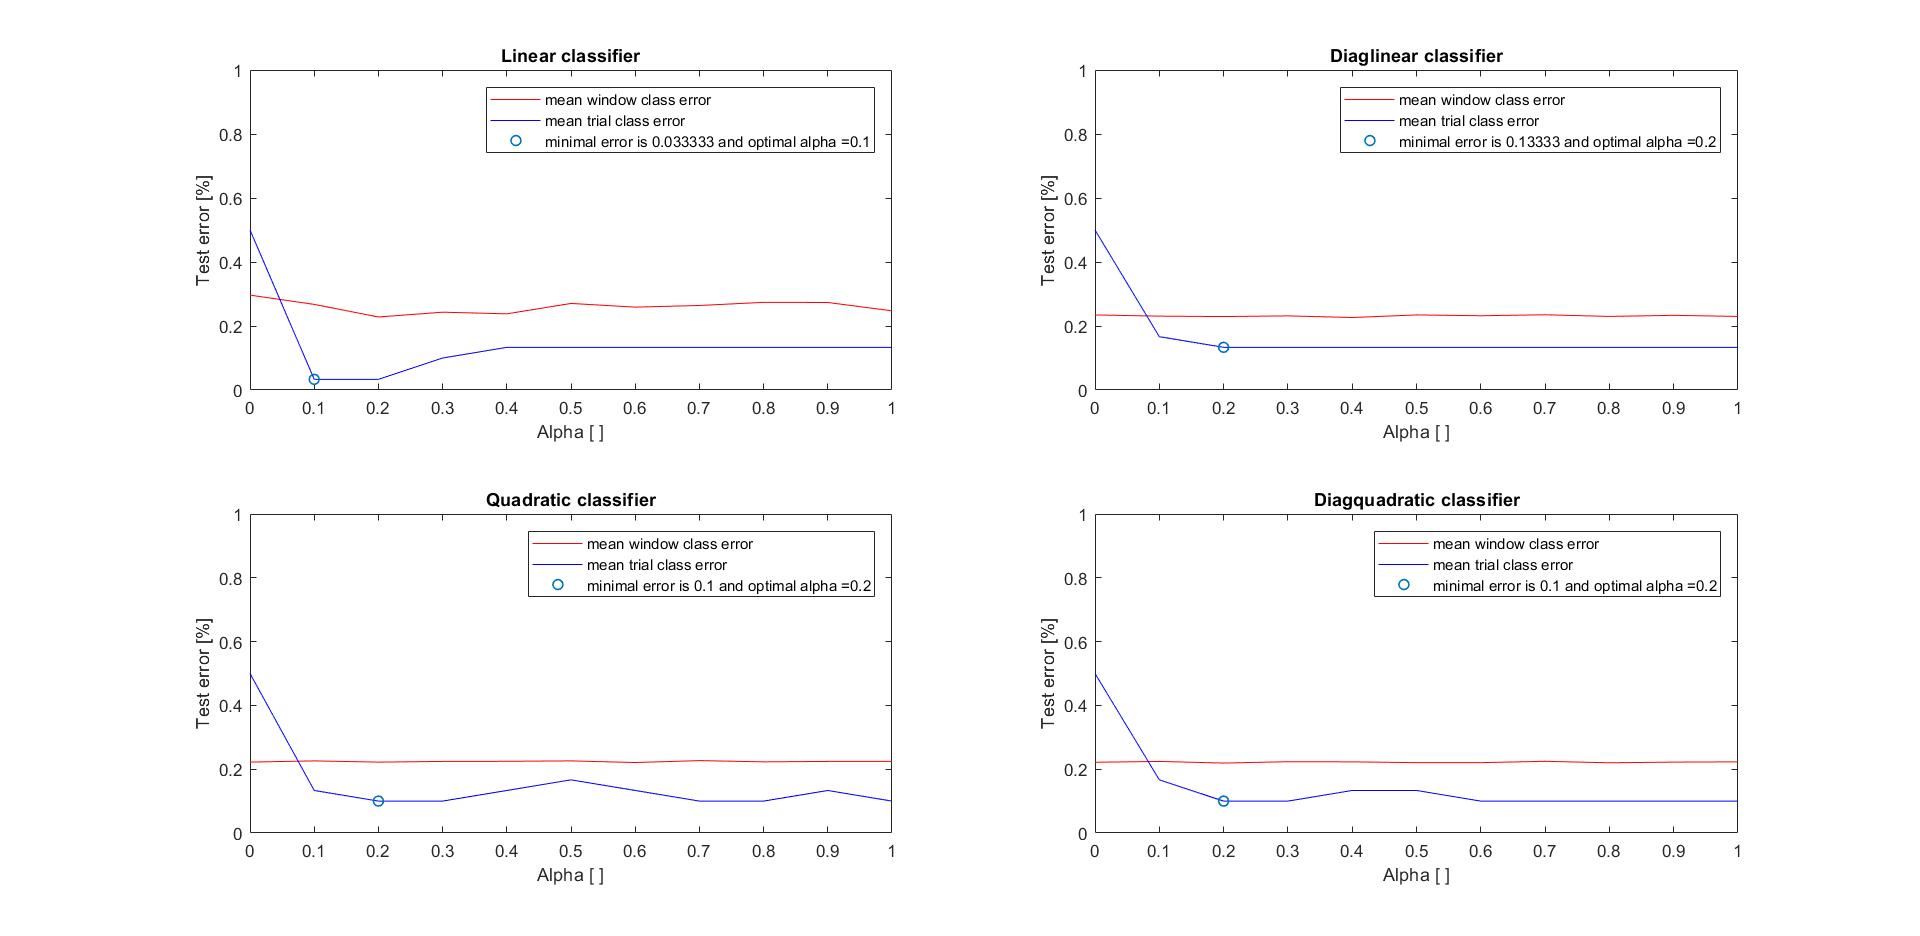 Linear classifier
1
0.8
0.6
0.4
0.2
0
Test error [%]
mean window class error
mean trial class error
minimal error is 0.033333 and optimal alpha =0.1
0 0.1 0.2 0.3 0.4 0.5 0.6 0.7 0.8 0.9 1
Alpha [ ]
Diaglinear classifier
1
0.8
0.6
0.4
0.2
0
Test error [%]
mean window class error
mean trial class error
minimal error is 0.13333 and optimal alpha =0.2
0 0.1 0.2 0.3 0.4 0.5 0.6 0.7 0.8 0.9 1
Alpha [ ]
Quadratic classifier
1
0.8
0.6
0.4
0.2
0
Test error [%]
mean window class error
mean trial class error
minimal error is 0.1 and optimal alpha =0.2
0 0.1 0.2 0.3 0.4 0.5 0.6 0.7 0.8 0.9 1
Alpha [ ]
Diagquadratic classifier
1
0.8
0.6
0.4
0.2
0
Test error [%]
mean window class error
mean trial class error
minimal error is 0.1 and optimal alpha =0.2
0 0.1 0.2 0.3 0.4 0.5 0.6 0.7 0.8 0.9 1
Alpha [ ]